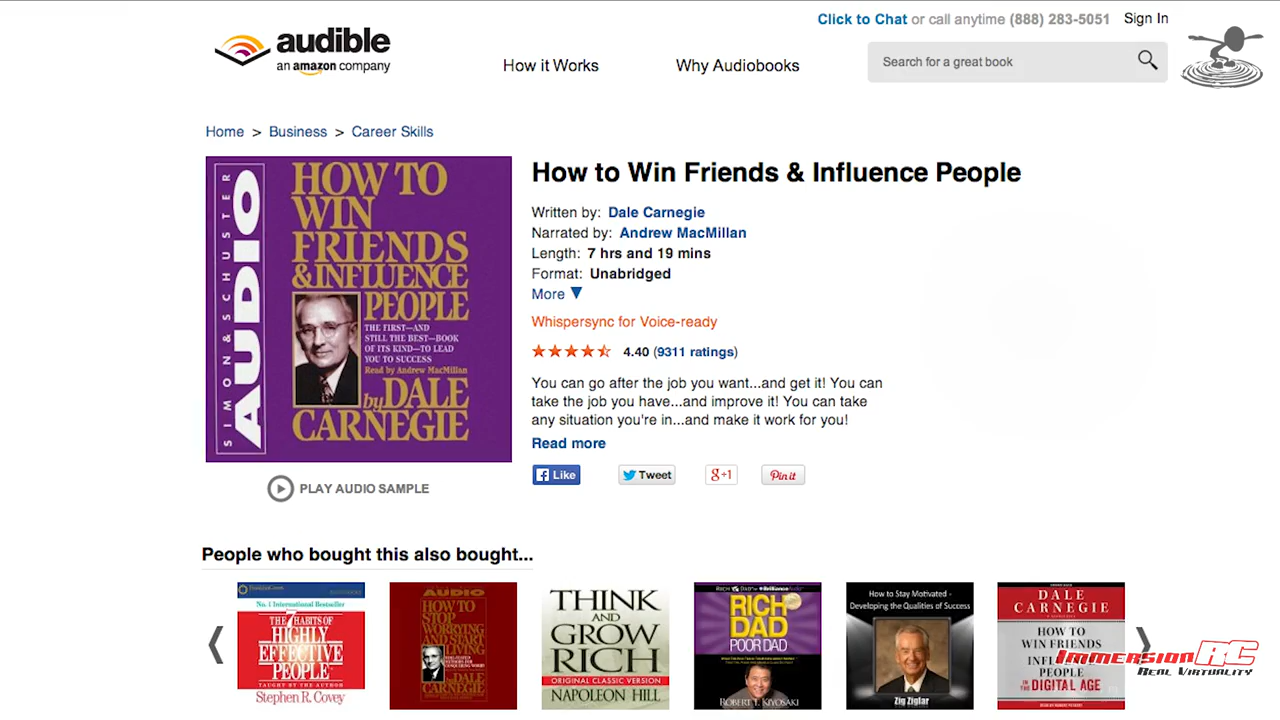 Click to Chat or call anytime (888) 283-5051 Sign In
audible
an amazon company
How it Works
Why Audiobooks
Search for a great book
Home > Business > Career Skills
SIMON & SCHUSTER
AUDIO
HOW TO
WIN
FRIENDS
&INFLUENCE
PEOPLE
THE FIRST—AND
STILL THE BEST—BOOK
OF ITS KIND—TO LEAD
YOU TO SUCCESS
Read by Andrew MacMillan
by DALE
CARNEGIE
PLAY AUDIO SAMPLE
How to Win Friends & Influence People
Written by: Dale Carnegie
Narrated by: Andrew MacMillan
Length: 7 hrs and 19 mins
Format: Unabridged
More
Whispersync for Voice-ready
4.40 (9311 ratings)
You can go after the job you want...and get it! You can
take the job you have...and improve it! You can take
any situation you're in...and make it work for you!
Read more
Like
Tweet
g+1
Pin it
People who bought this also bought...
No. 1 International Bestseller
THE 7 HABITS OF
HIGHLY
EFFECTIVE
PEOPLE
TAUGHT BY THE AUTHOR
Stephen R. Covey
AUDIO
HOW TO
STOP
WORRYING
AND START
LIVING
DALE
CARNEGIE
THINK
AND
GROW
RICH
ORIGINAL CLASSIC VERSION
NAPOLEON HILL
RICH
DAD
POOR DAD
ROBERT T. KIYOSAKI
How to Stay Motivated -
Developing the Qualities of Success
Zig Ziglar
DALE
CARNEGIE
HOW TO
WIN FRIENDS
PEOPLE
IN THE DIGITAL AGE
ImmersionRC
Real Virtuality